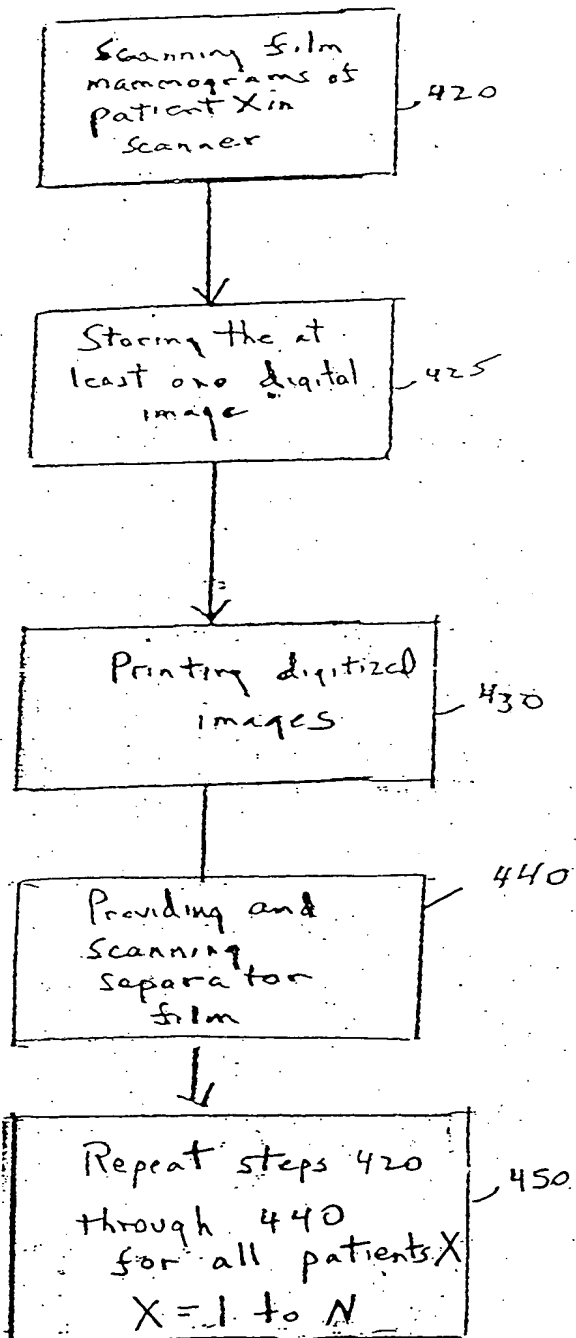 Scanning film
mammograms of
patient X in
scanner
420
Storing the at
least one digital
image
425
Printing digitized
images
430
440
Providing and
scanning
separator
film
Repeat steps 420
through 440
for all patients X
X = 1 to N
450